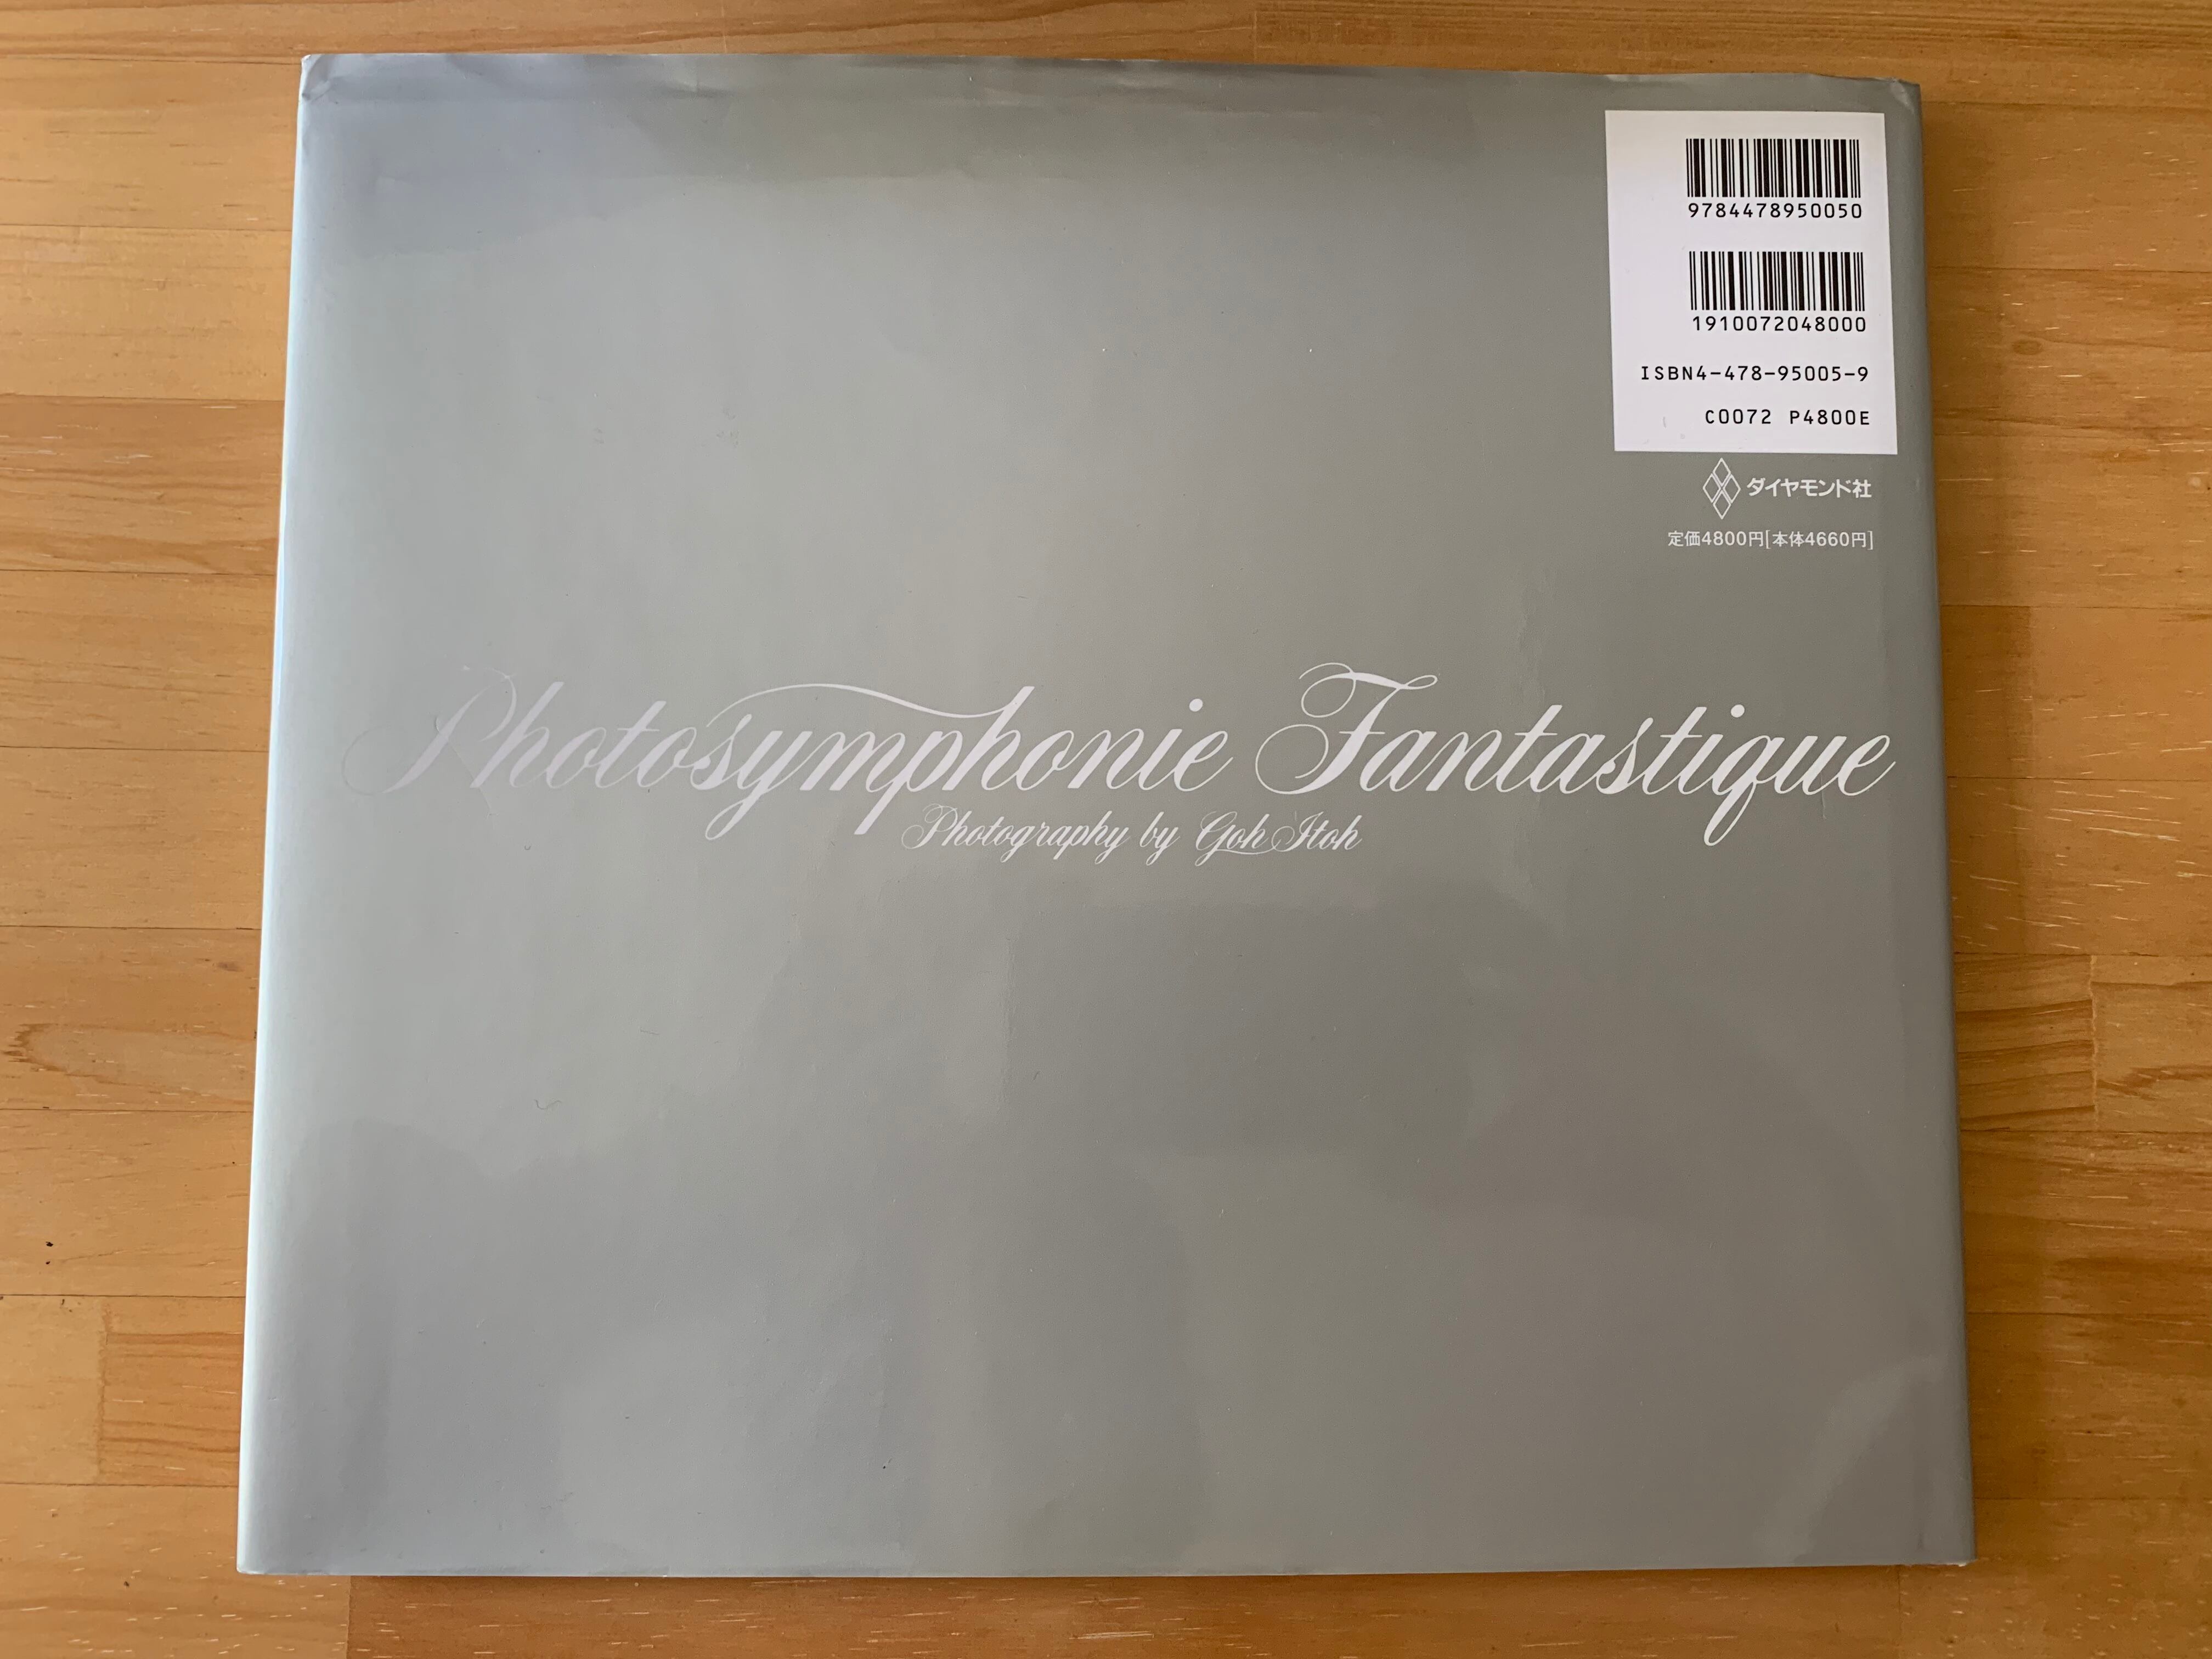 9784478950050
1910072048000
ISBN4-478-95005-9
C0072 P4800E
ダイヤモンド社
定価4800円[本体4660円]
Photosymphonie Fantastique
Photography by Goh Itoh